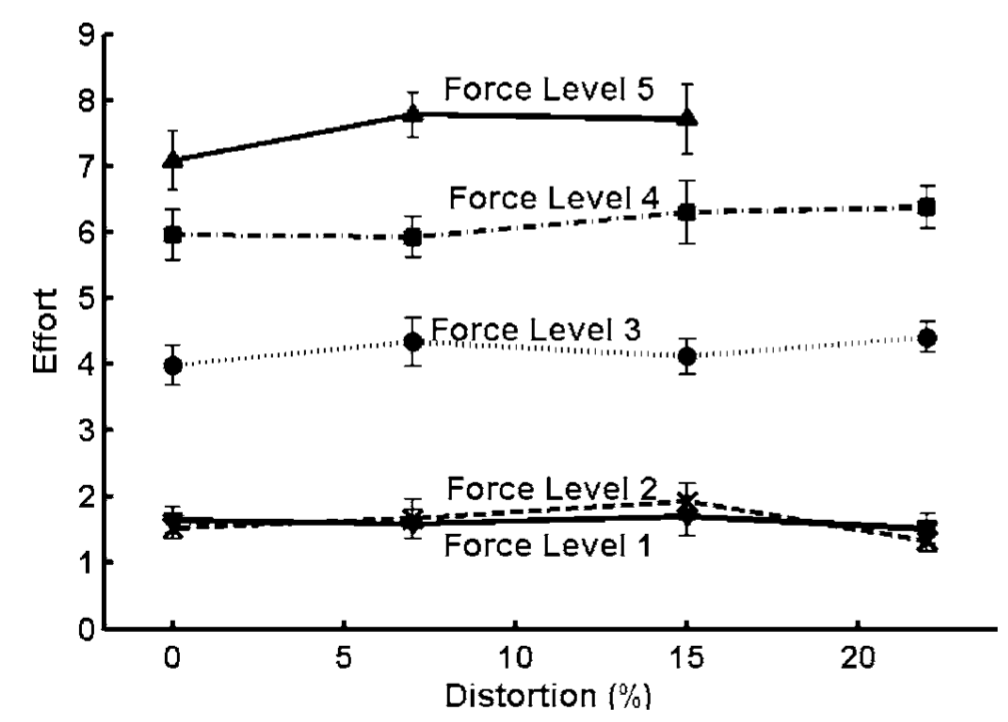 9
8
7
6
5
4
3
2
1
0
Effort
Force Level 5
Force Level 4
Force Level 3
Force Level 2
Force Level 1
0 5 10 15 20
Distortion (%)